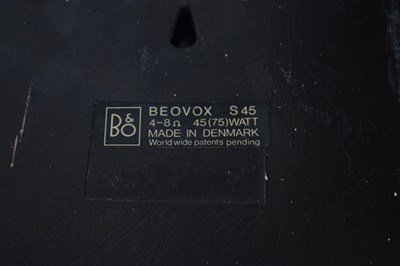 B&O
BEOVOX S45
4-8Ω 45(75)WATT
MADE IN DENMARK
World wide patents pending